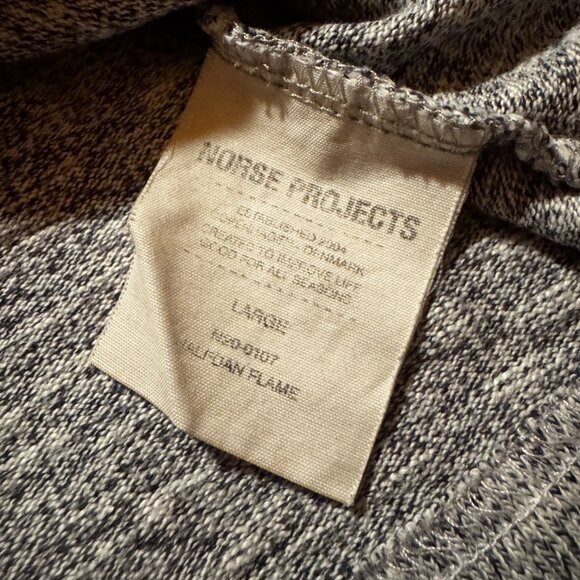 NORSE PROJECTS
ESTABLISHED 2004
COPENHAGEN - DENMARK
CREATED TO IMPROVE LIFE
GOOD FOR ALL SEASONS
LARGE
N20-0107
HALFDAN FLAME